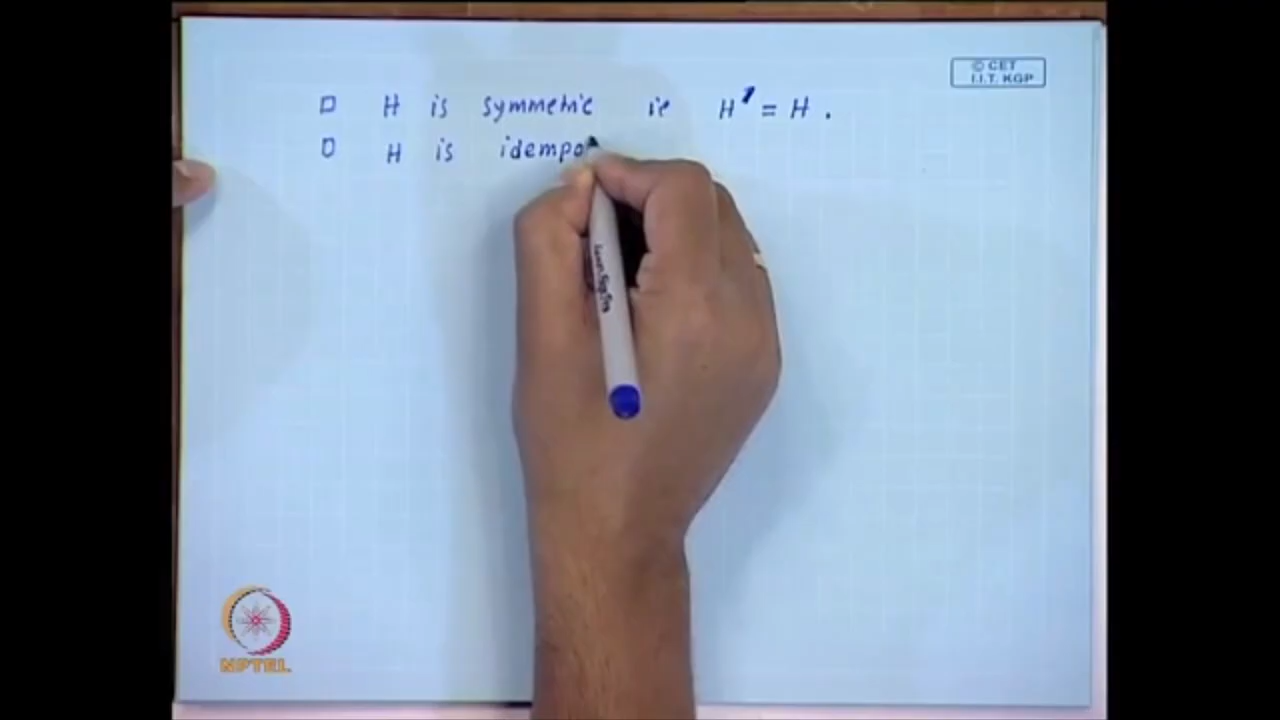 © CET
I.I.T. KGP
□ H is symmetric ie H' = H .
□ H is idempo
NPTEL